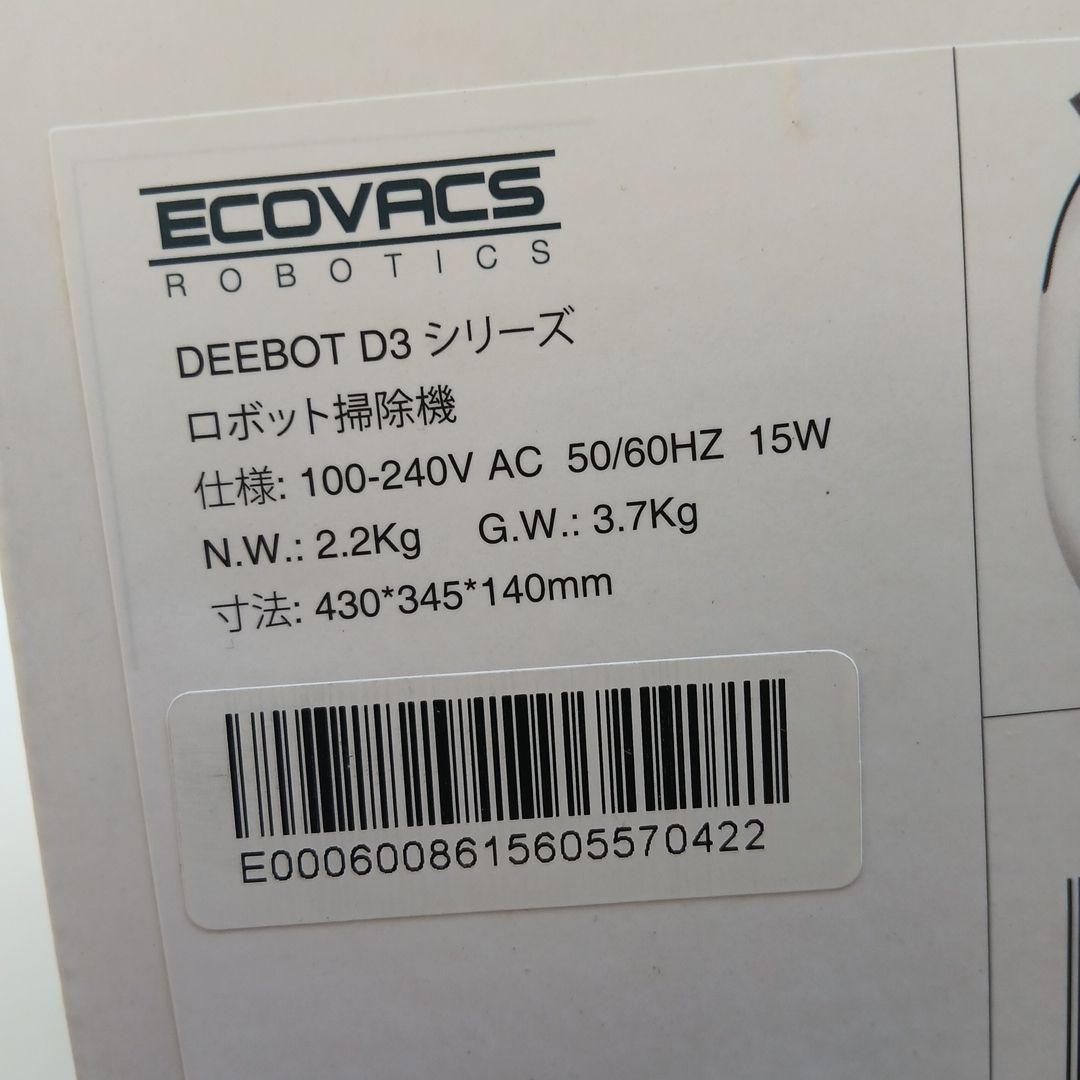 ECOVACS
ROBOTICS
DEEBOT D3 シリーズ
ロボット掃除機
仕様: 100-240V AC 50/60HZ 15W
N.W.: 2.2Kg G.W.: 3.7Kg
寸法: 430*345*140mm
E0006008615605570422